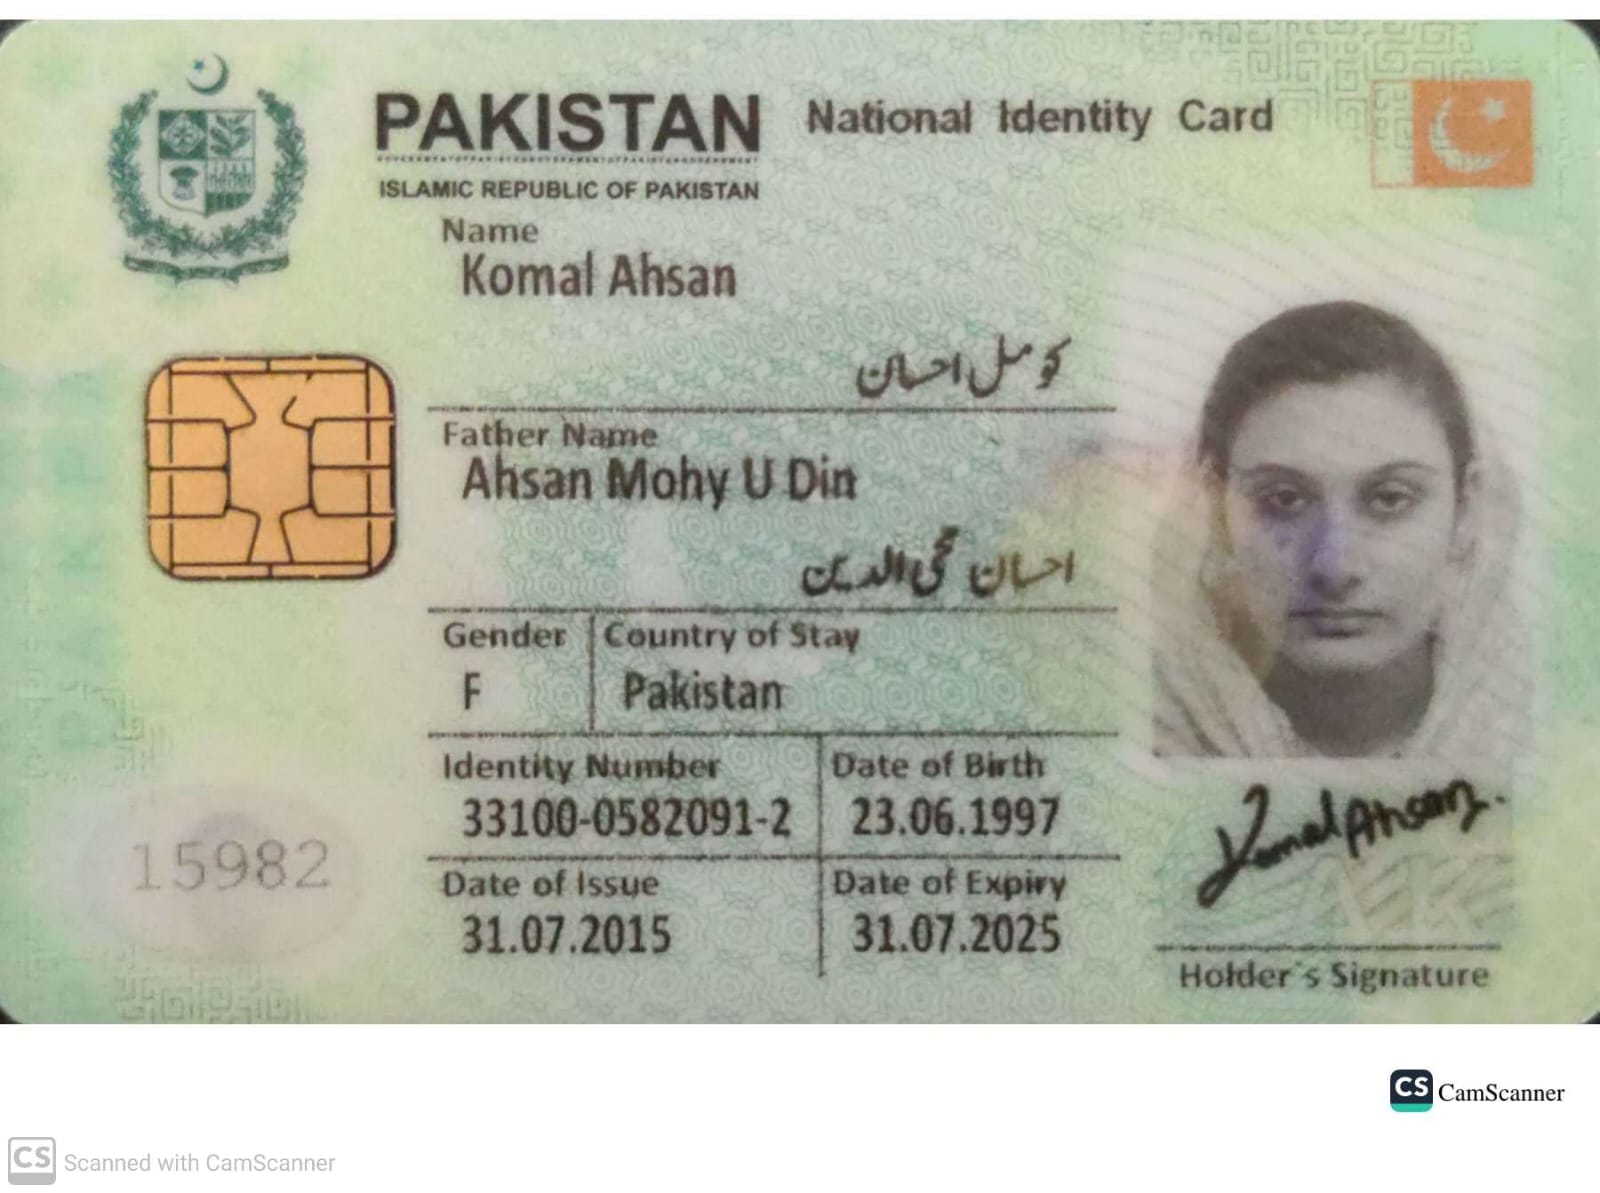 PAKISTAN National Identity Card
ISLAMIC REPUBLIC OF PAKISTAN
Name
Komal Ahsan
کومل احسان
Father Name
Ahsan Mohy U Din
احسان محی الدین
Gender Country of Stay
F Pakistan
Identity Number Date of Birth
33100-0582091-2 23.06.1997
Date of Issue Date of Expiry
31.07.2015 31.07.2025
15982
Komal Ahsan.
Holder's Signature
CS CamScanner
CS Scanned with CamScanner